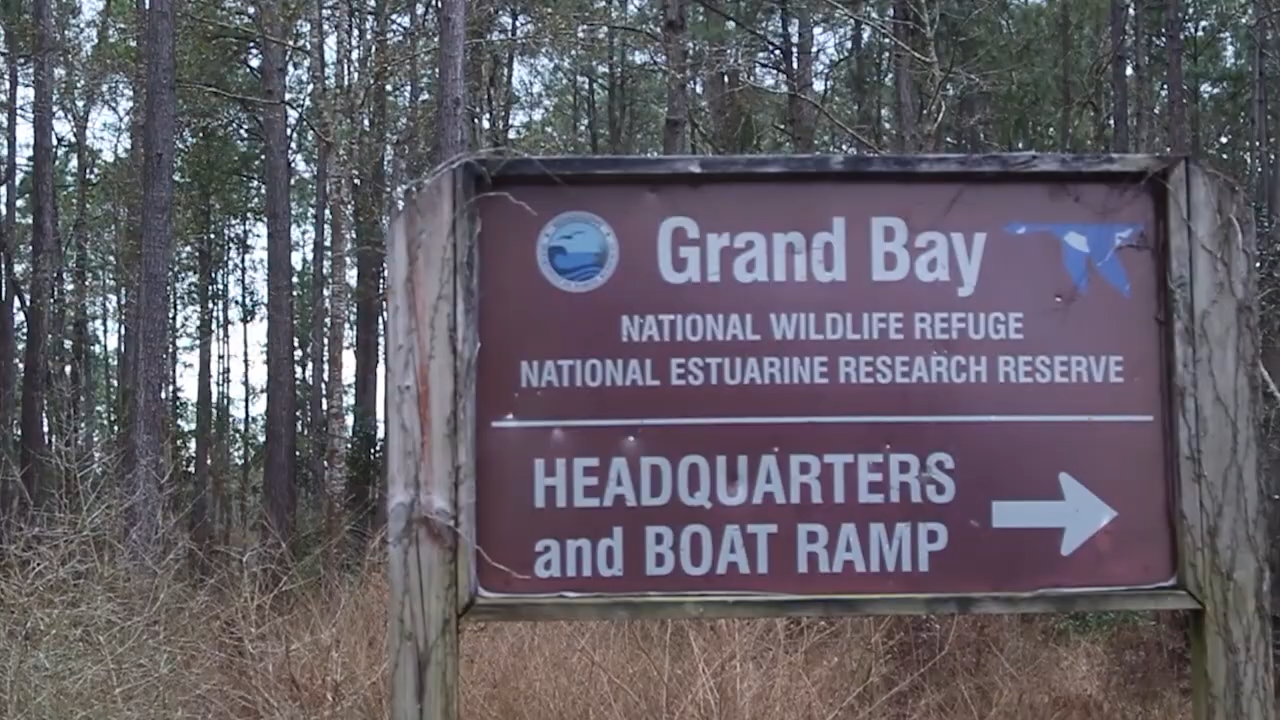 Grand Bay
NATIONAL WILDLIFE REFUGE
NATIONAL ESTUARINE RESEARCH RESERVE
HEADQUARTERS
and BOAT RAMP